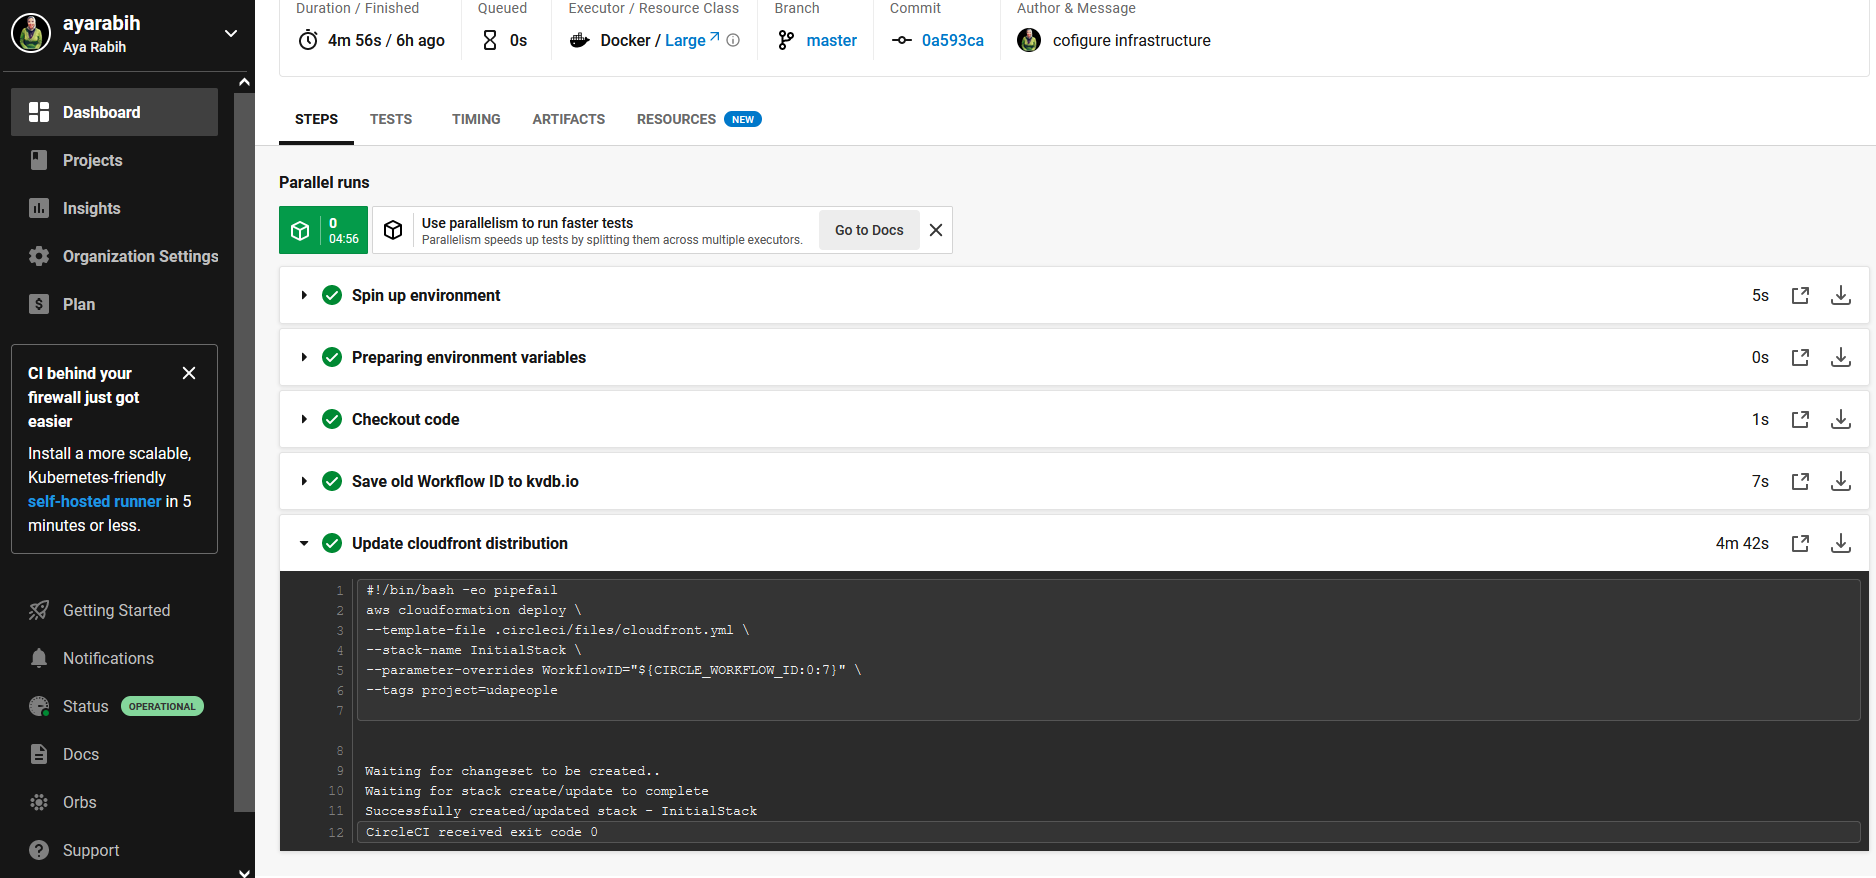 ayarabih
Aya Rabih
Dashboard
Projects
Insights
Organization Settings
Plan
CI behind your
firewall just got
easier
Install a more scalable,
Kubernetes-friendly
self-hosted runner in 5
minutes or less.
Getting Started
Notifications
Status OPERATIONAL
Docs
Orbs
Support
Duration / Finished
4m 56s / 6h ago
Queued
0s
Executor / Resource Class
Docker / Large
Branch
master
Commit
0a593ca
Author & Message
cofigure infrastructure
STEPS TESTS TIMING ARTIFACTS RESOURCES NEW
Parallel runs
0
04:56
Use parallelism to run faster tests
Parallelism speeds up tests by splitting them across multiple executors.
Go to Docs
Spin up environment 5s
Preparing environment variables 0s
Checkout code 1s
Save old Workflow ID to kvdb.io 7s
Update cloudfront distribution 4m 42s
1 #!/bin/bash -eo pipefail
2 aws cloudformation deploy \
3 --template-file .circleci/files/cloudfront.yml \
4 --stack-name InitialStack \
5 --parameter-overrides WorkflowID="${CIRCLE_WORKFLOW_ID:0:7}" \
6 --tags project=udapeople
7
8
9 Waiting for changeset to be created..
10 Waiting for stack create/update to complete
11 Successfully created/updated stack - InitialStack
12 CircleCI received exit code 0